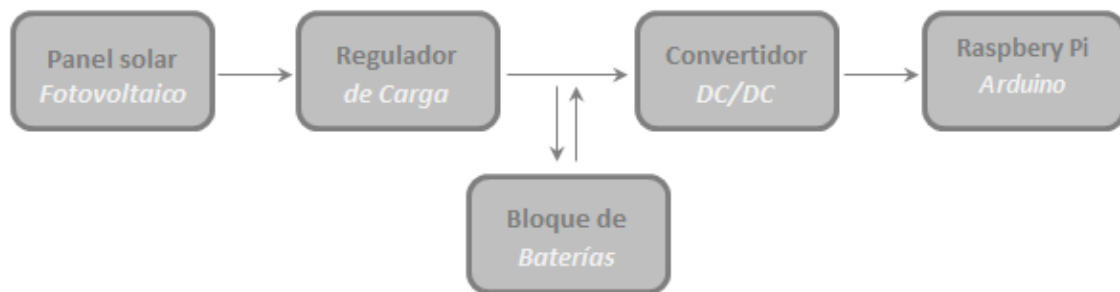 Panel solar
Fotovoltaico
Regulador
de Carga
Convertidor
DC/DC
Raspbery Pi
Arduino
Bloque de
Baterías